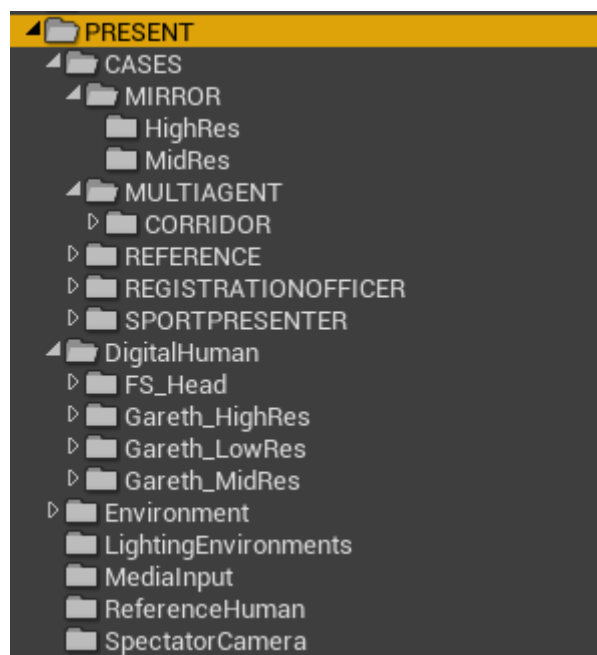 PRESENT
CASES
MIRROR
HighRes
MidRes
MULTIAGENT
CORRIDOR
REFERENCE
REGISTRATIONOFFICER
SPORTPRESENTER
DigitalHuman
FS_Head
Gareth_HighRes
Gareth_LowRes
Gareth_MidRes
Environment
LightingEnvironments
MediaInput
ReferenceHuman
SpectatorCamera